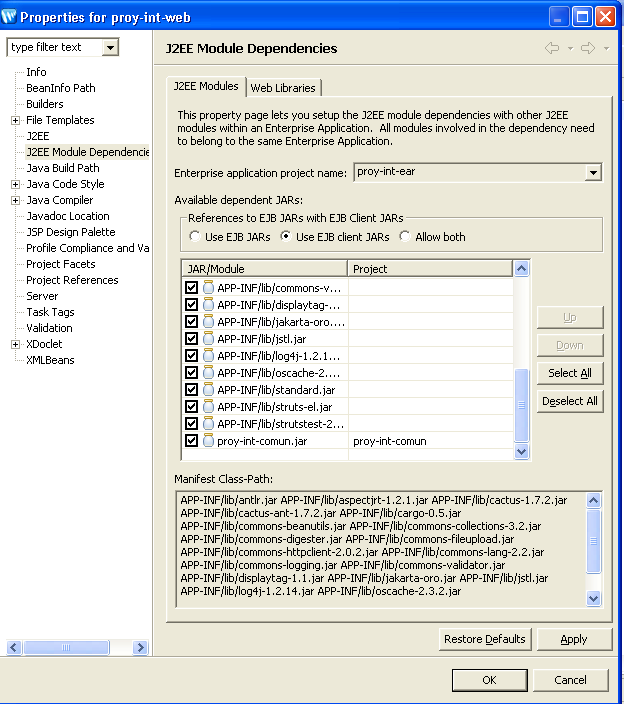 Properties for proy-int-web
type filter text
Info
BeanInfo Path
Builders
File Templates
J2EE
J2EE Module Dependencie
Java Build Path
Java Code Style
Java Compiler
Javadoc Location
JSP Design Palette
Profile Compliance and Va
Project Facets
Project References
Server
Task Tags
Validation
XDoclet
XMLBeans
J2EE Module Dependencies
J2EE Modules
Web Libraries
This property page lets you setup the J2EE module dependencies with other J2EE
modules within an Enterprise Application. All modules involved in the dependency need
to belong to the same Enterprise Application.
Enterprise application project name: proy-int-ear
Available dependent JARs:
References to EJB JARs with EJB Client JARs
Use EJB JARs Use EJB client JARs Allow both
JAR/Module Project
APP-INF/lib/commons-v...
APP-INF/lib/displaytag-...
APP-INF/lib/jakarta-oro....
APP-INF/lib/jstl.jar
APP-INF/lib/log4j-1.2.1...
APP-INF/lib/oscache-2....
APP-INF/lib/standard.jar
APP-INF/lib/struts-el.jar
APP-INF/lib/strutstest-2...
proy-int-comun.jar proy-int-comun
Up
Down
Select All
Deselect All
Manifest Class-Path:
APP-INF/lib/antlr.jar APP-INF/lib/aspectjrt-1.2.1.jar APP-INF/lib/cactus-1.7.2.jar
APP-INF/lib/cactus-ant-1.7.2.jar APP-INF/lib/cargo-0.5.jar
APP-INF/lib/commons-beanutils.jar APP-INF/lib/commons-collections-3.2.jar
APP-INF/lib/commons-digester.jar APP-INF/lib/commons-fileupload.jar
APP-INF/lib/commons-httpclient-2.0.2.jar APP-INF/lib/commons-lang-2.2.jar
APP-INF/lib/commons-logging.jar APP-INF/lib/commons-validator.jar
APP-INF/lib/displaytag-1.1.jar APP-INF/lib/jakarta-oro.jar APP-INF/lib/jstl.jar
APP-INF/lib/log4j-1.2.14.jar APP-INF/lib/oscache-2.3.2.jar
Restore Defaults
Apply
OK
Cancel